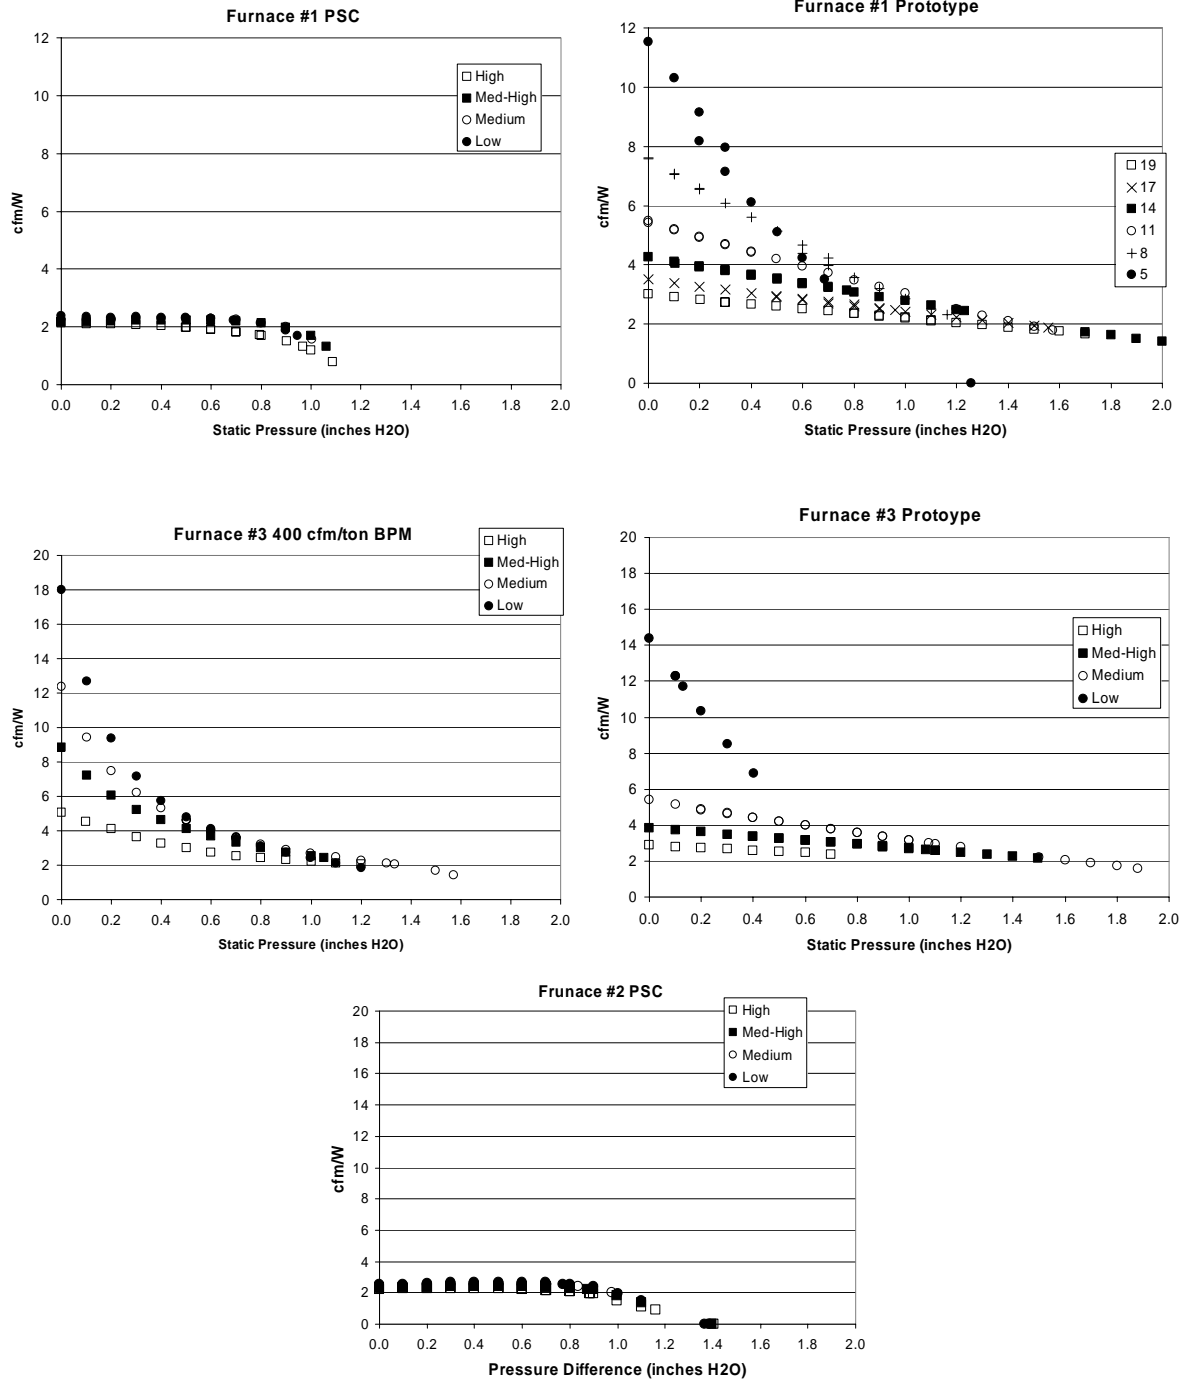 Furnace #1 PSC
12
10
8
6
4
2
0
cfm/W
0.0 0.2 0.4 0.6 0.8 1.0 1.2 1.4 1.6 1.8 2.0
Static Pressure (inches H2O)
High
Med-High
Medium
Low
Furnace #1 Prototype
12
10
8
6
4
2
0
cfm/W
0.0 0.2 0.4 0.6 0.8 1.0 1.2 1.4 1.6 1.8 2.0
Static Pressure (inches H2O)
19
17
14
11
8
5
Furnace #3 400 cfm/ton BPM
20
18
16
14
12
10
8
6
4
2
0
cfm/W
0.0 0.2 0.4 0.6 0.8 1.0 1.2 1.4 1.6 1.8 2.0
Static Pressure (inches H2O)
High
Med-High
Medium
Low
Furnace #3 Protoype
20
18
16
14
12
10
8
6
4
2
0
cfm/W
0.0 0.2 0.4 0.6 0.8 1.0 1.2 1.4 1.6 1.8 2.0
Static Pressure (inches H2O)
High
Med-High
Medium
Low
Frunace #2 PSC
20
18
16
14
12
10
8
6
4
2
0
cfm/W
0.0 0.2 0.4 0.6 0.8 1.0 1.2 1.4 1.6 1.8 2.0
Pressure Difference (inches H2O)
High
Med-High
Medium
Low